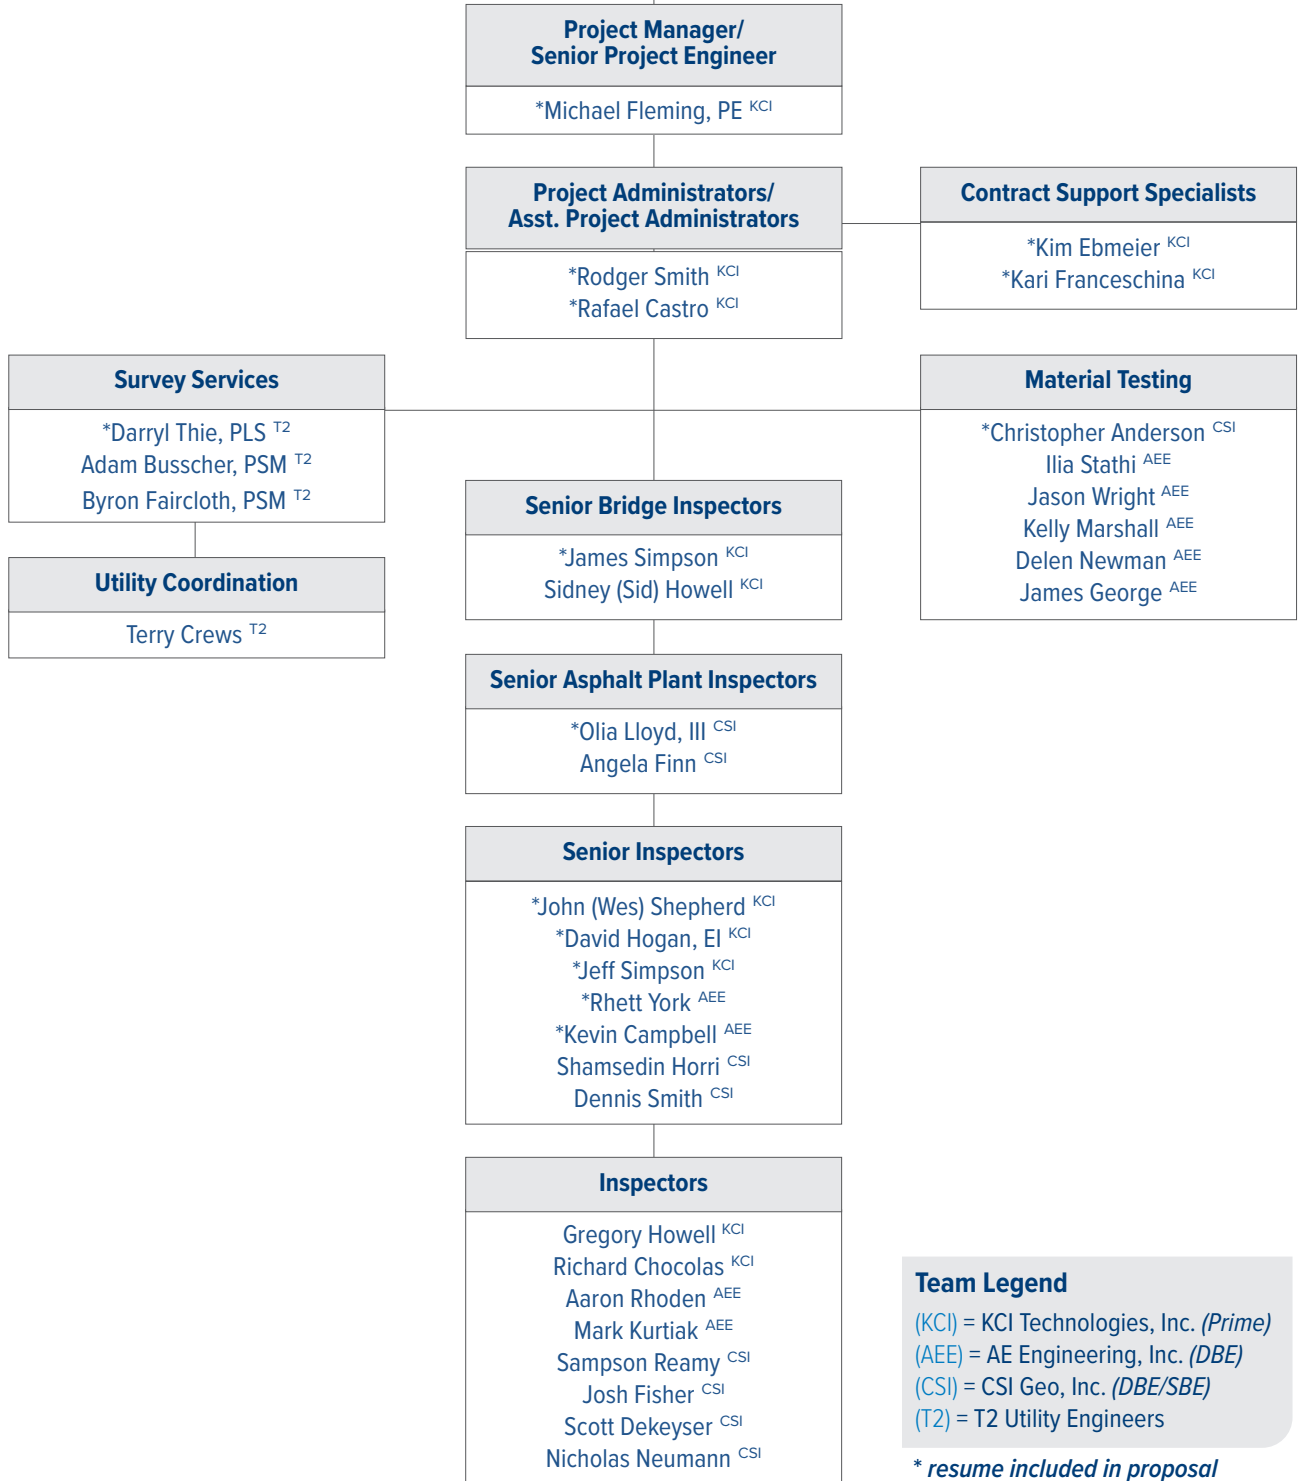 Project Manager/
Senior Project Engineer
*Michael Fleming, PE KCI
Project Administrators/
Asst. Project Administrators
*Rodger Smith KCI
*Rafael Castro KCI
Contract Support Specialists
*Kim Ebmeier KCI
*Kari Franceschina KCI
Survey Services
*Darryl Thie, PLS T2
Adam Busscher, PSM T2
Byron Faircloth, PSM T2
Utility Coordination
Terry Crews T2
Material Testing
*Christopher Anderson CSI
Ilia Stathi AEE
Jason Wright AEE
Kelly Marshall AEE
Delen Newman AEE
James George AEE
Senior Bridge Inspectors
*James Simpson KCI
Sidney (Sid) Howell KCI
Senior Asphalt Plant Inspectors
*Olia Lloyd, III CSI
Angela Finn CSI
Senior Inspectors
*John (Wes) Shepherd KCI
*David Hogan, EI KCI
*Jeff Simpson KCI
*Rhett York AEE
*Kevin Campbell AEE
Shamsedin Horri CSI
Dennis Smith CSI
Inspectors
Gregory Howell KCI
Richard Chocolas KCI
Aaron Rhoden AEE
Mark Kurtiak AEE
Sampson Reamy CSI
Josh Fisher CSI
Scott Dekeyser CSI
Nicholas Neumann CSI
Team Legend
(KCI) = KCI Technologies, Inc. (Prime)
(AEE) = AE Engineering, Inc. (DBE)
(CSI) = CSI Geo, Inc. (DBE/SBE)
(T2) = T2 Utility Engineers
* resume included in proposal